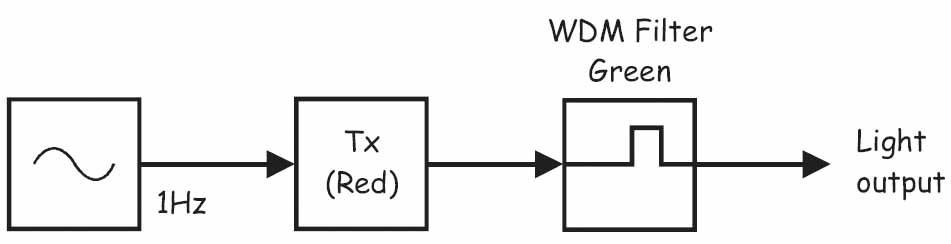 WDM Filter
Green
Tx
(Red)
1Hz
Light
output